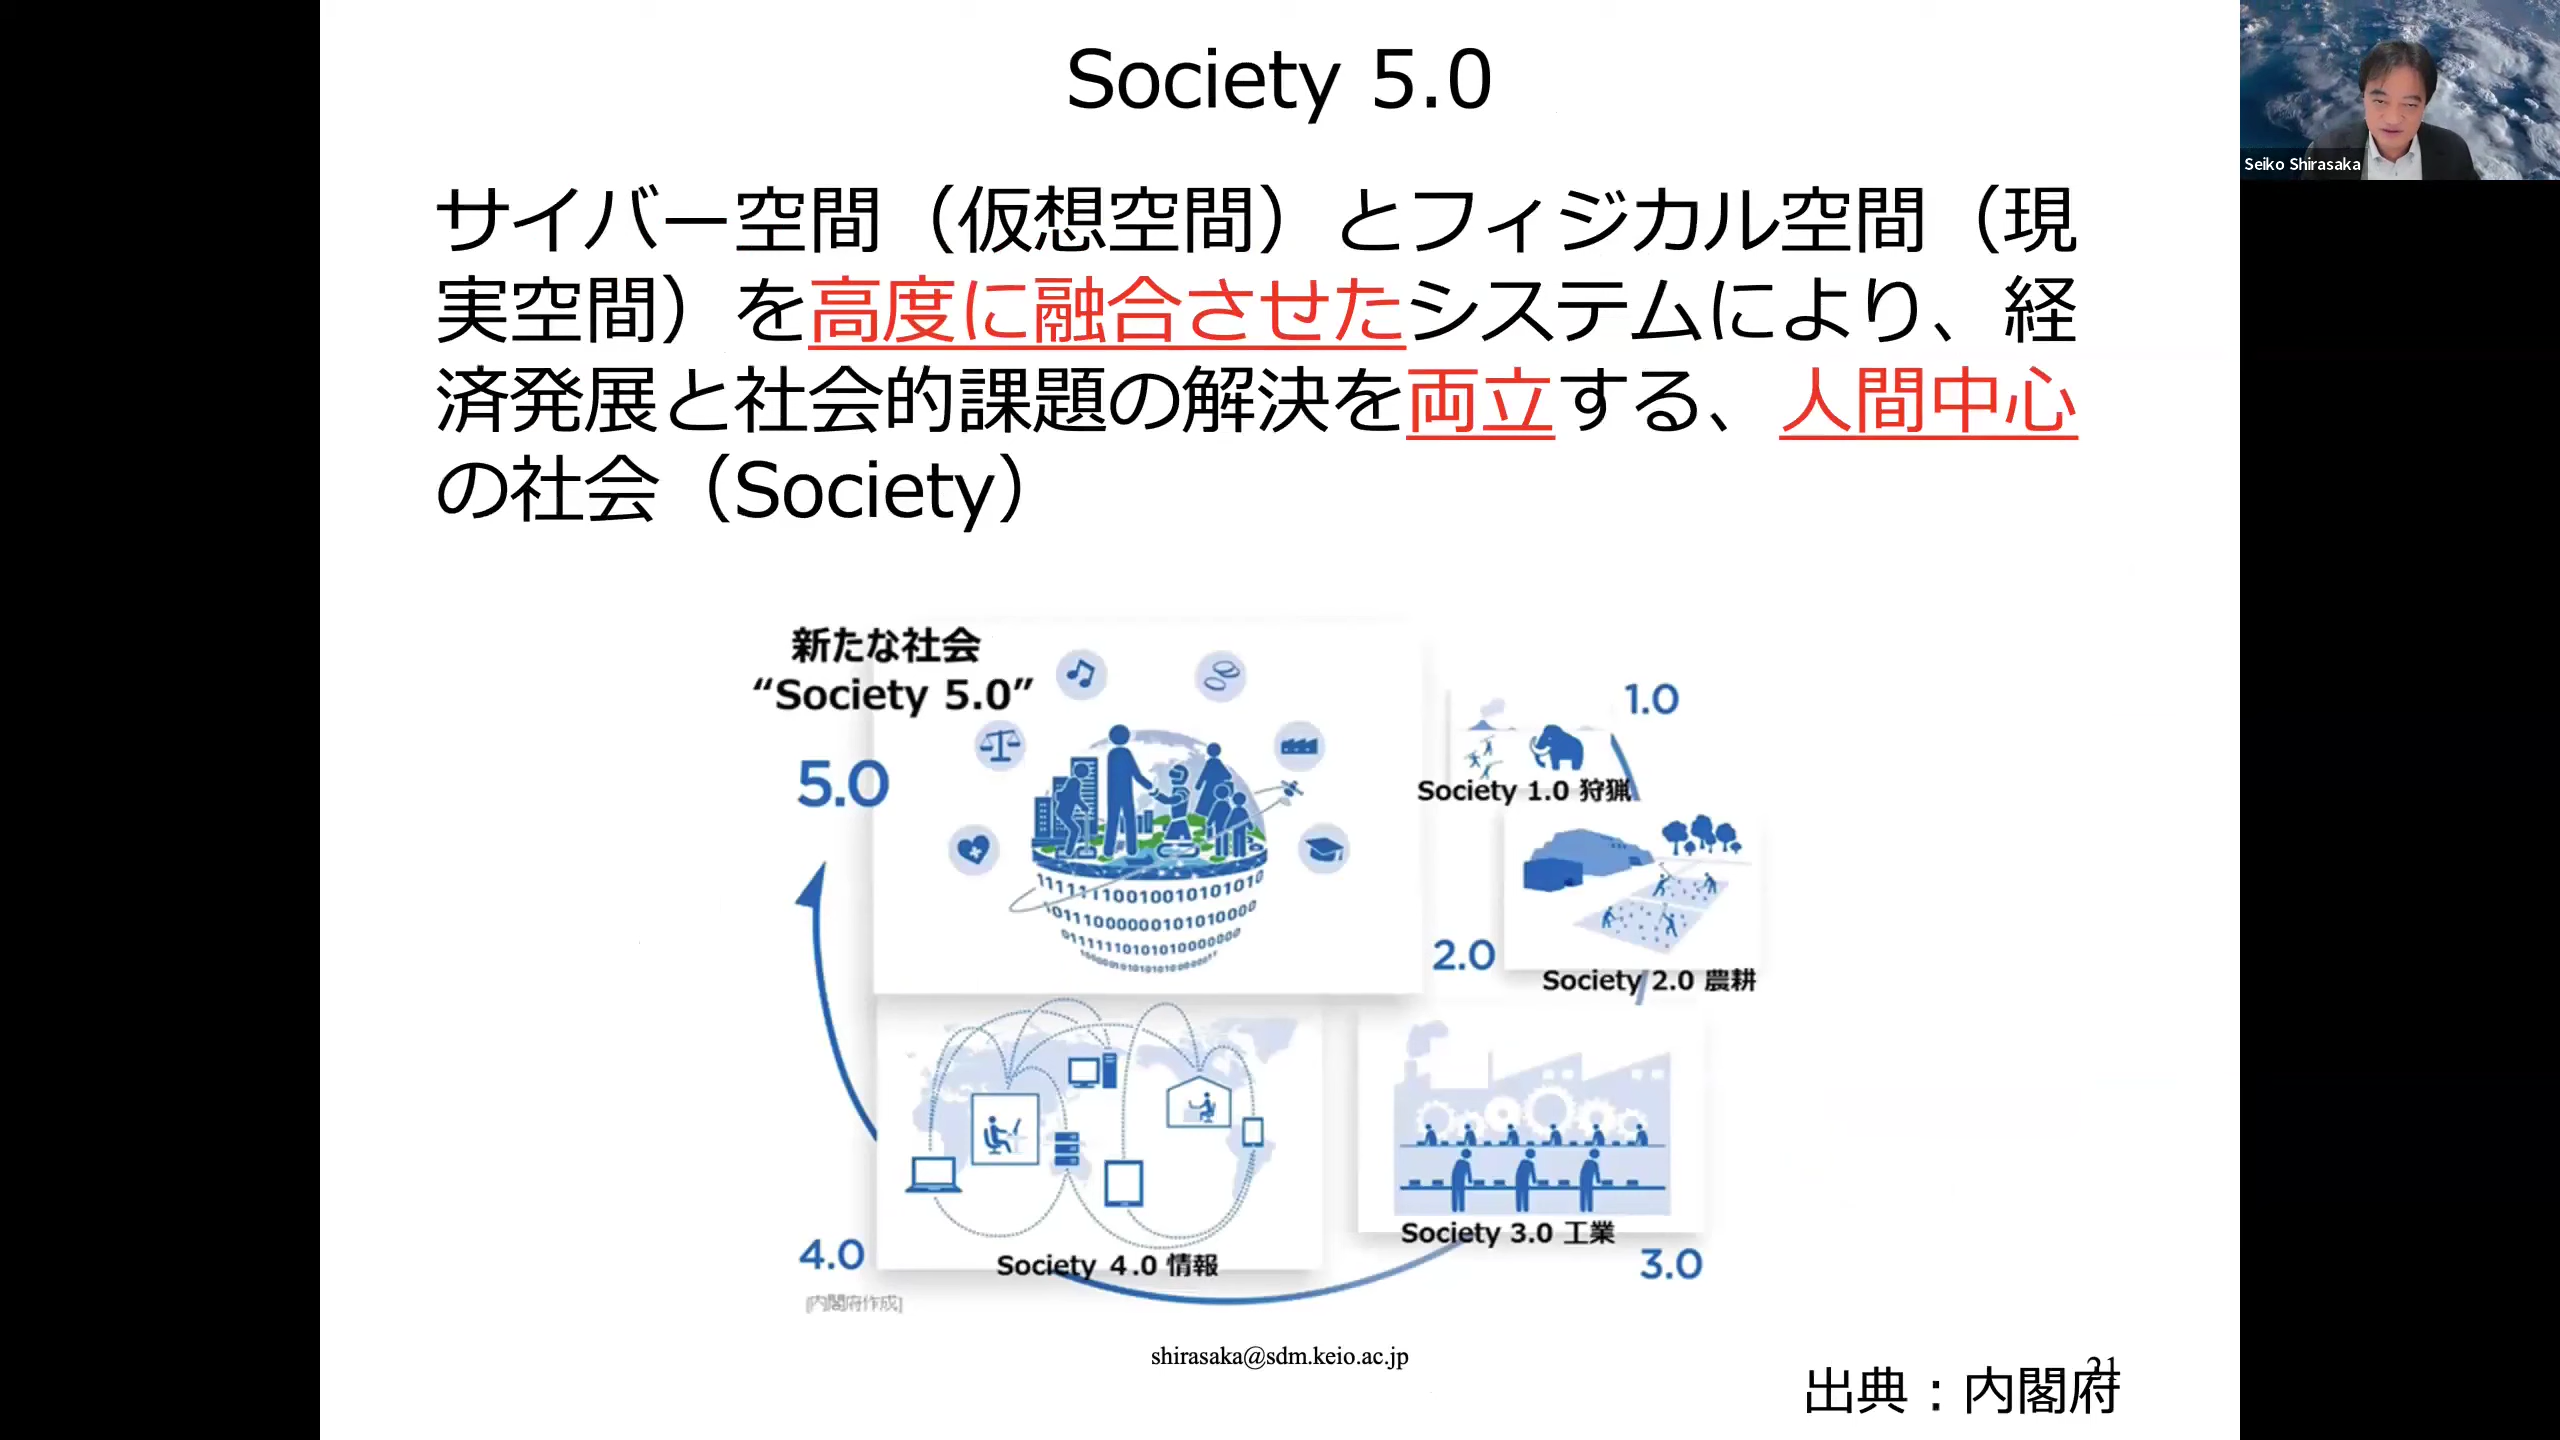 Society 5.0
Seiko Shirasaka
サイバー空間（仮想空間）とフィジカル空間（現
実空間）を高度に融合させたシステムにより、経
済発展と社会的課題の解決を両立する、人間中心
の社会（Society）
新たな社会
“Society 5.0”
5.0
1.0
Society 1.0 狩猟
2.0
Society 2.0 農耕
Society 3.0 工業
3.0
4.0
Society 4.0 情報
[内閣府作成]
shirasaka@sdm.keio.ac.jp
21
出典：内閣府